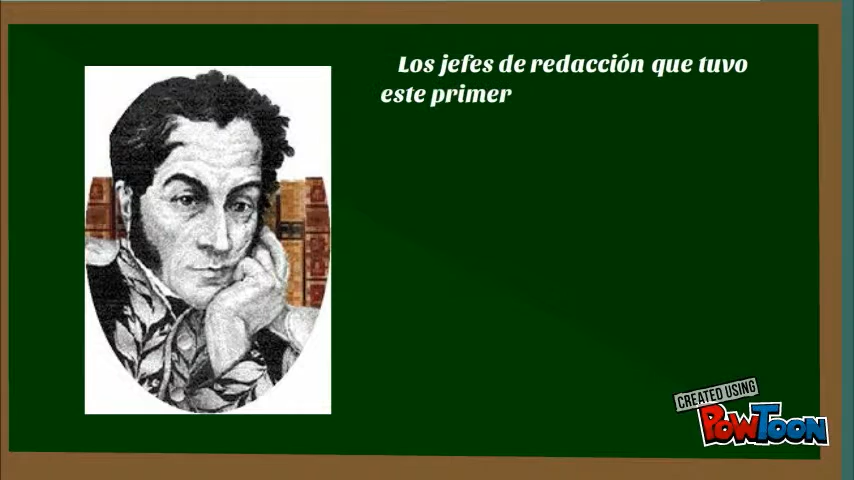 Los jefes de redacción que tuvo
este primer
CREATED USING
POWTOON